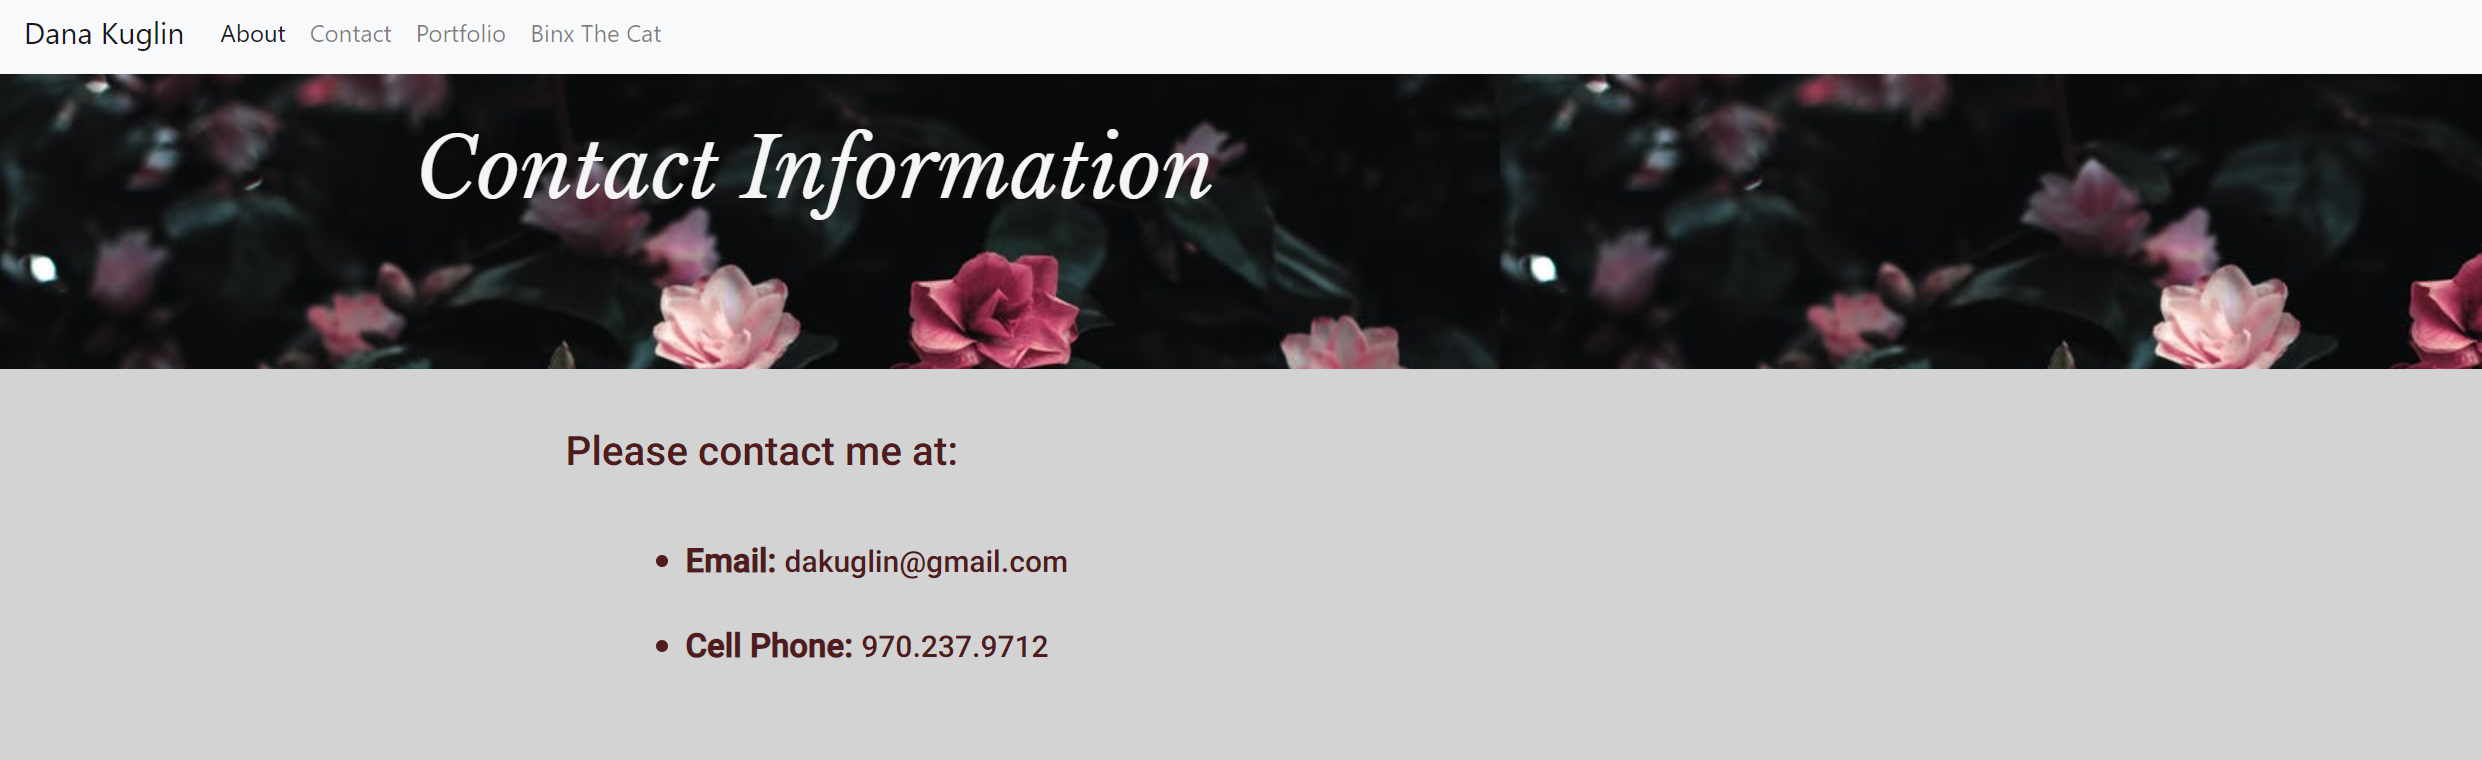 Dana Kuglin About Contact Portfolio Binx The Cat
Contact Information
Please contact me at:
• Email: dakuglin@gmail.com
• Cell Phone: 970.237.9712